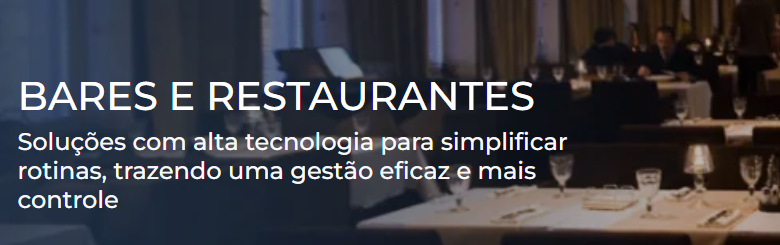 BARES E RESTAURANTES
Soluções com alta tecnologia para simplificar
rotinas, trazendo uma gestão eficaz e mais
controle